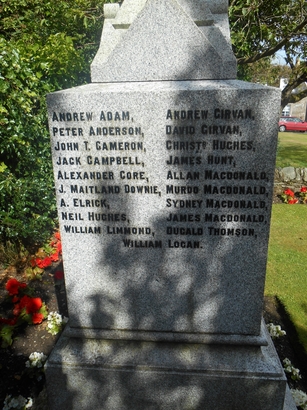 ANDREW ADAM, ANDREW GIRVAN,
PETER ANDERSON, DAVID GIRVAN,
JOHN T. CAMERON, CHRISTR HUGHES,
JACK CAMPBELL, JAMES HUNT,
ALEXANDER CORE, ALLAN MACDONALD,
J. MAITLAND DOWNIE, MURDO MACDONALD,
A. ELRICK, SYDNEY MACDONALD,
NEIL HUGHES, JAMES MACDONALD,
WILLIAM LIMMOND, DUGALD THOMSON,
WILLIAM LOGAN.